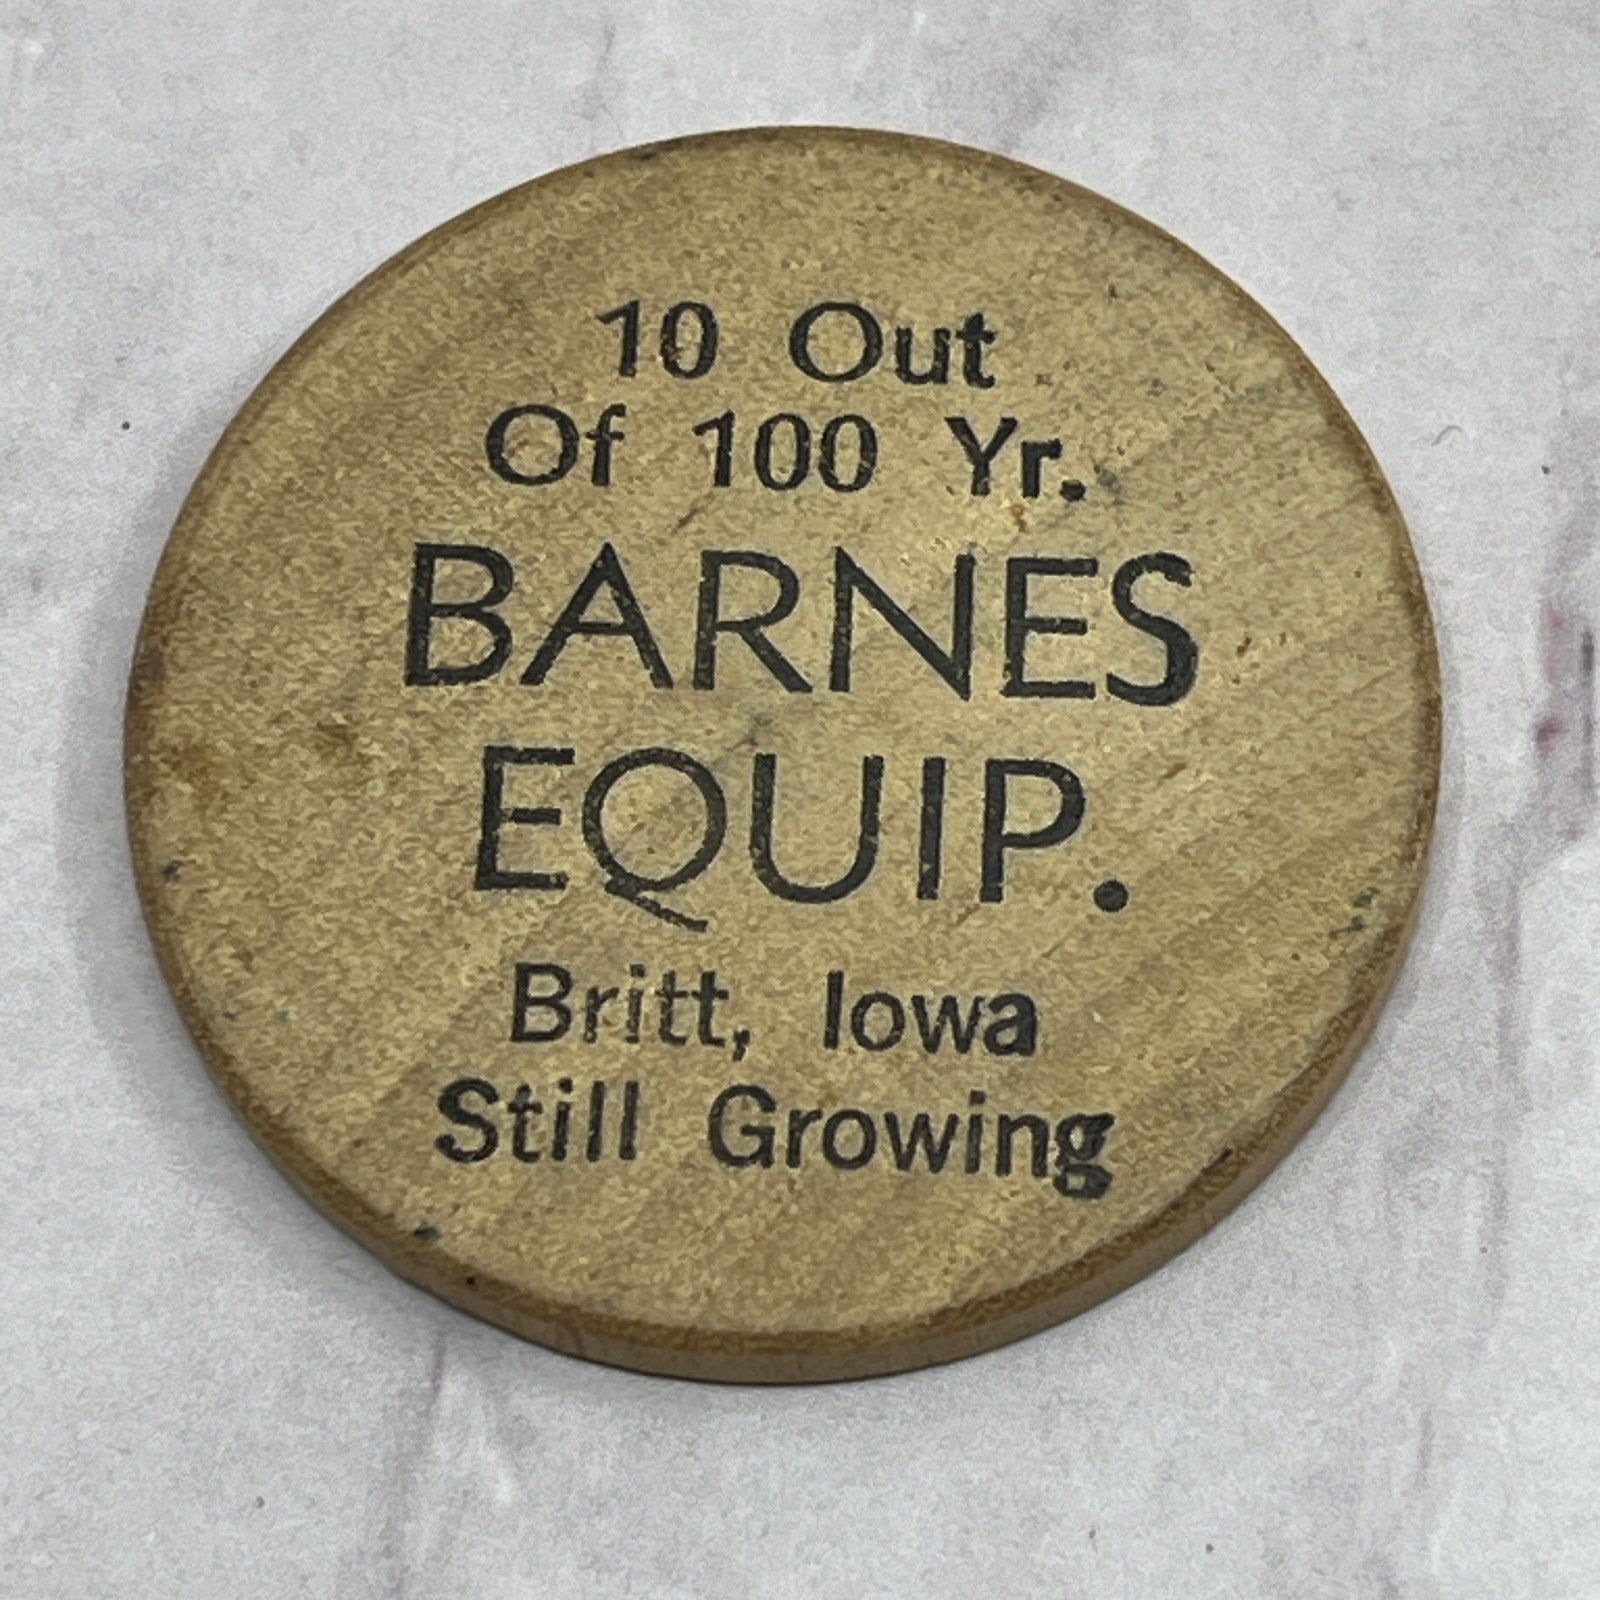 10 Out
Of 100 Yr.
BARNES
EQUIP.
Britt, Iowa
Still Growing